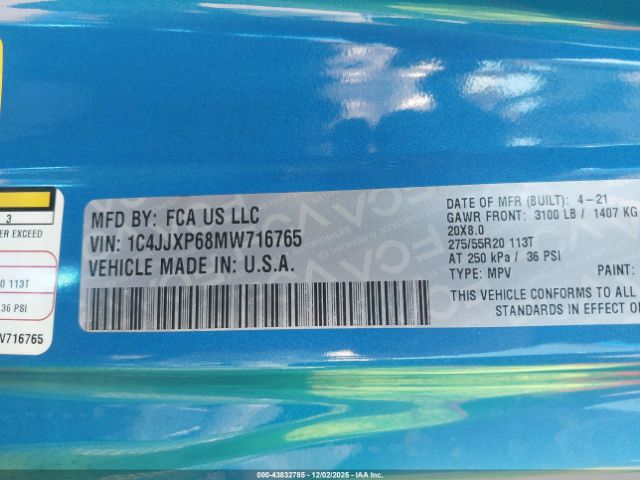 3
ER EXCEED
0 113T
36 PSI
W716765
MFD BY: FCA US LLC
VIN: 1C4JJXP68MW716765
VEHICLE MADE IN: U.S.A.
DATE OF MFR (BUILT): 4-21
GAWR FRONT: 3100 LB / 1407 KG
20X8.0
275/55R20 113T
AT 250 kPa / 36 PSI
TYPE: MPV PAINT:
THIS VEHICLE CONFORMS TO ALL
STANDARDS IN EFFECT O
000-43832785 - 12/02/2025 - IAAI.com